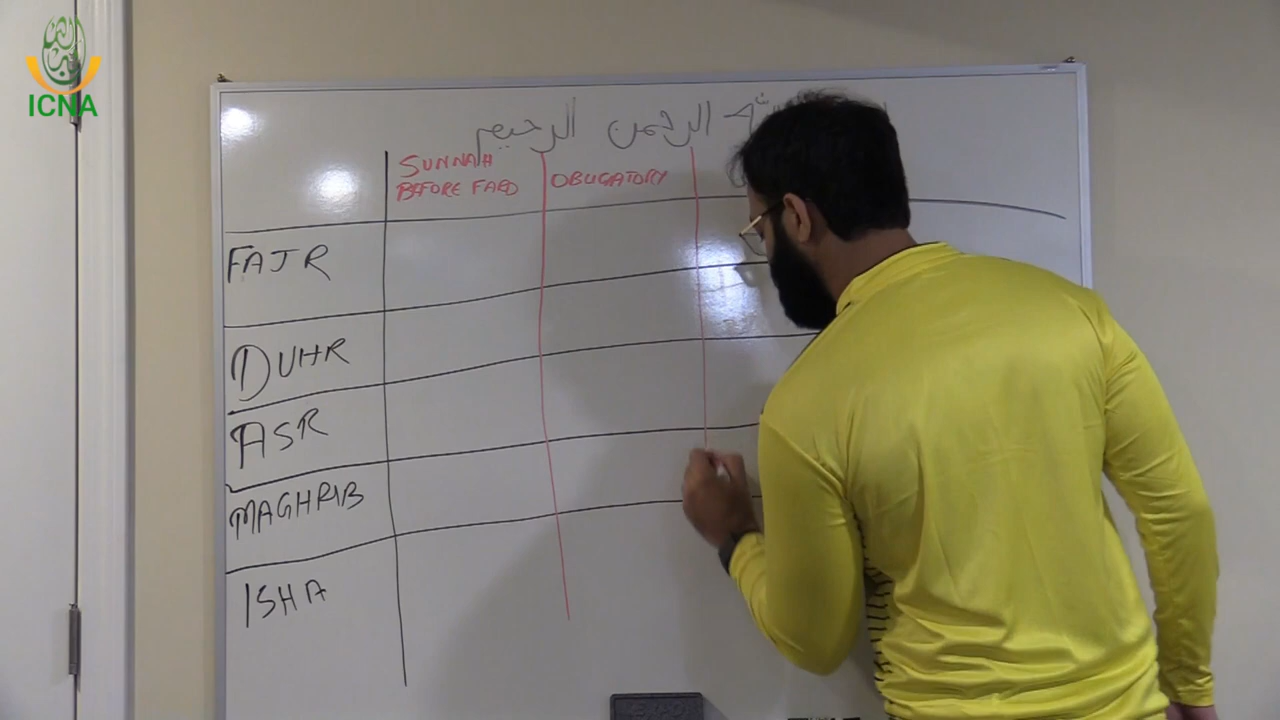 ICNA
الرحمن الرحيم
SUNNAH
BEFORE FARD
OBLIGATORY
FAJR
DUHR
ASR
MAGHRIB
ISHA